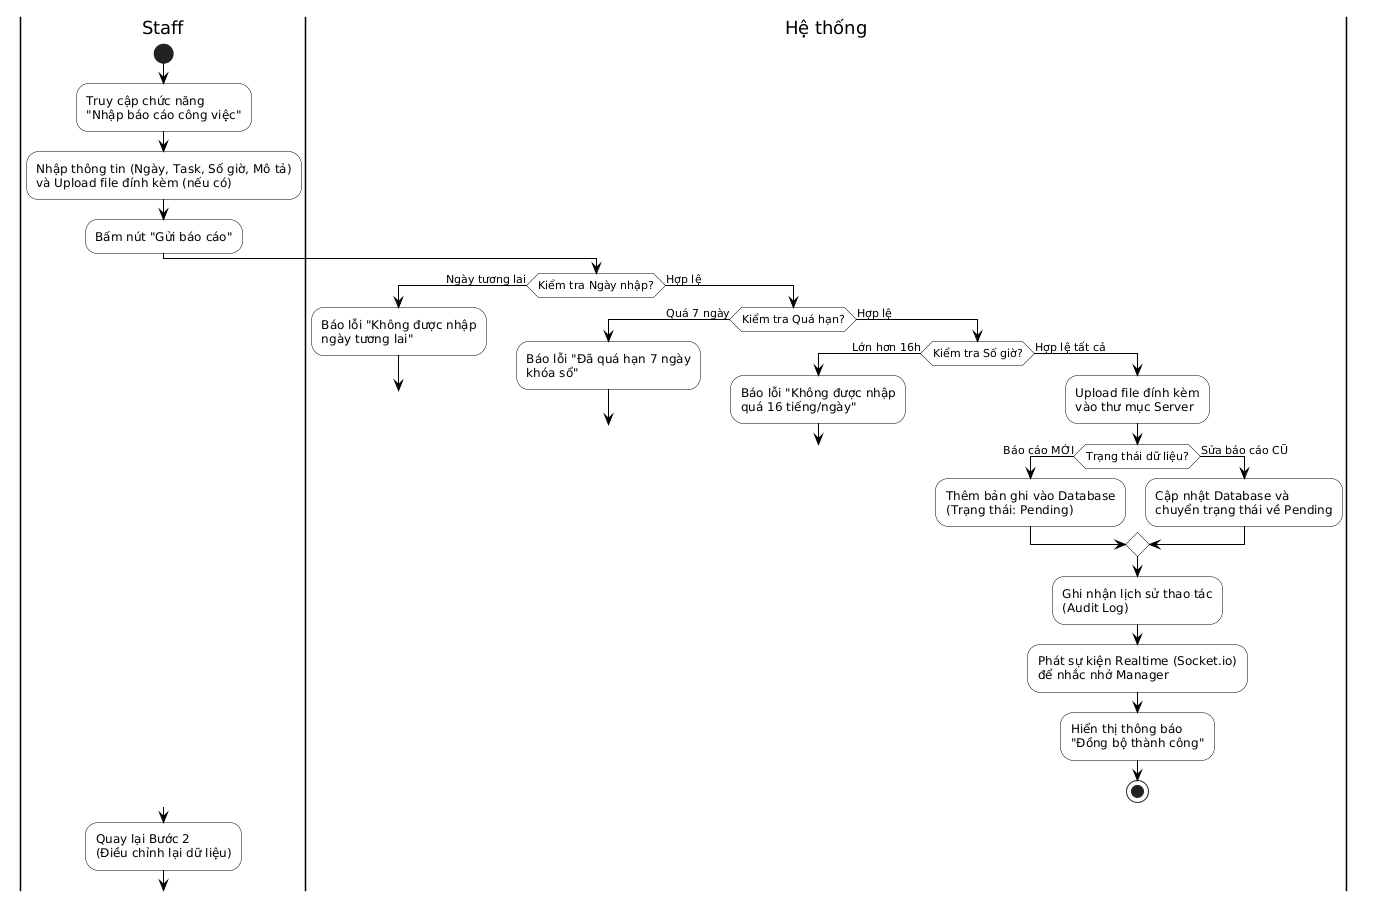 Staff
Hệ thống
Truy cập chức năng
"Nhập báo cáo công việc"
Nhập thông tin (Ngày, Task, Số giờ, Mô tả)
và Upload file đính kèm (nếu có)
Bấm nút "Gửi báo cáo"
Ngày tương lai
Kiểm tra Ngày nhập?
Hợp lệ
Báo lỗi "Không được nhập
ngày tương lai"
Quá 7 ngày
Kiểm tra Quá hạn?
Hợp lệ
Báo lỗi "Đã quá hạn 7 ngày
khóa sổ"
Lớn hơn 16h
Kiểm tra Số giờ?
Hợp lệ tất cả
Báo lỗi "Không được nhập
quá 16 tiếng/ngày"
Upload file đính kèm
vào thư mục Server
Báo cáo MỚI
Trạng thái dữ liệu?
Sửa báo cáo CŨ
Thêm bản ghi vào Database
(Trạng thái: Pending)
Cập nhật Database và
chuyển trạng thái về Pending
Ghi nhận lịch sử thao tác
(Audit Log)
Phát sự kiện Realtime (Socket.io)
để nhắc nhở Manager
Hiển thị thông báo
"Đồng bộ thành công"
Quay lại Bước 2
(Điều chỉnh lại dữ liệu)